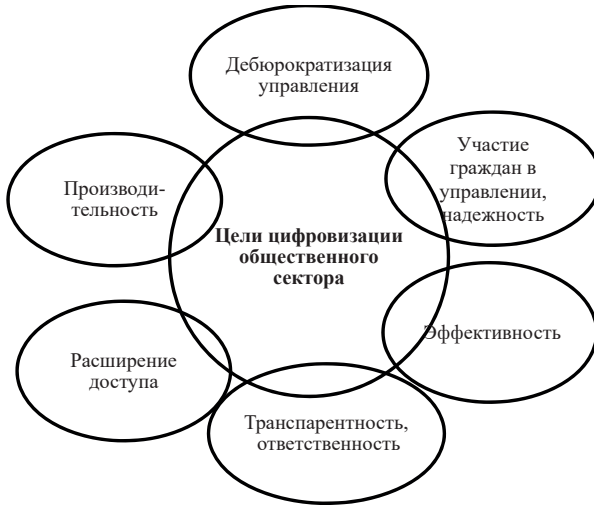 Дебюрократизация
управления
Участие
граждан в
управлении,
надежность
Производи-
тельность
Цели цифровизации
общественного
сектора
Эффективность
Расширение
доступа
Транспарентность,
ответственность